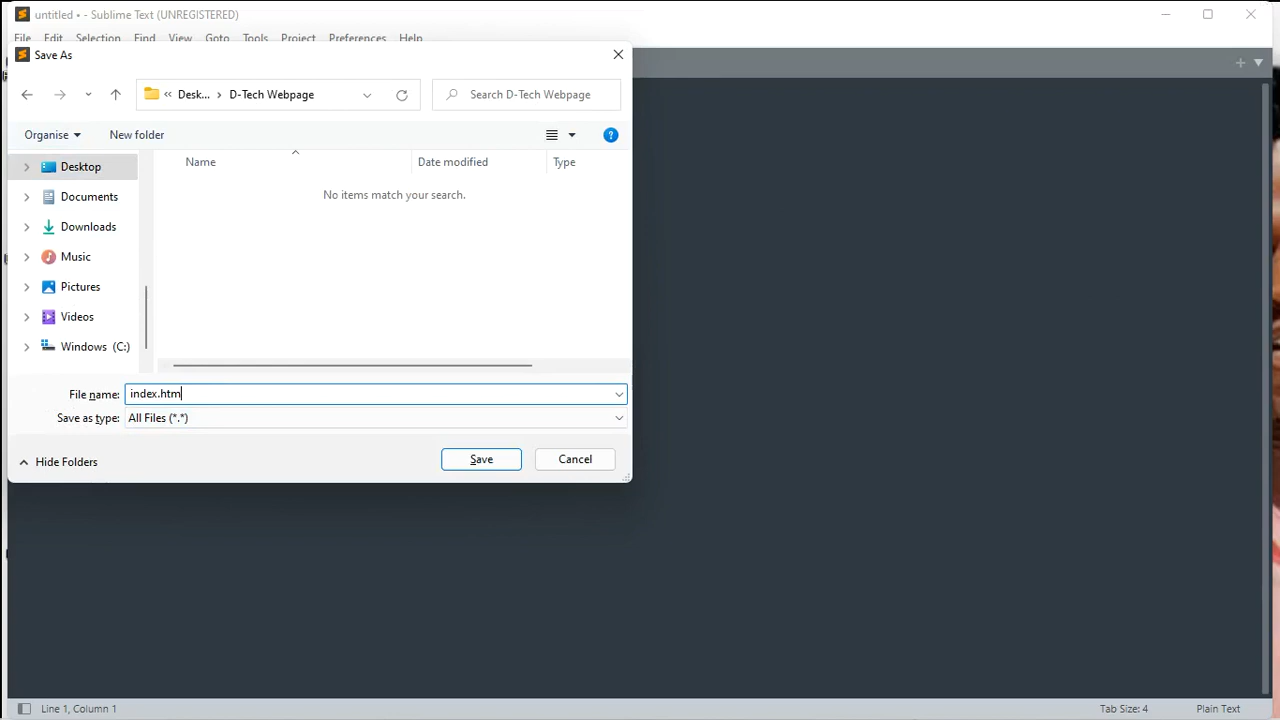 untitled • - Sublime Text (UNREGISTERED)
File Edit Selection Find View Goto Tools Project Preferences Help
Save As
« Desk... › D-Tech Webpage
Search D-Tech Webpage
Organise New folder
Name Date modified Type
No items match your search.
Desktop
Documents
Downloads
Music
Pictures
Videos
Windows (C:)
File name: index.htm
Save as type: All Files (*.*)
Hide Folders Save Cancel
Line 1, Column 1 Tab Size: 4 Plain Text